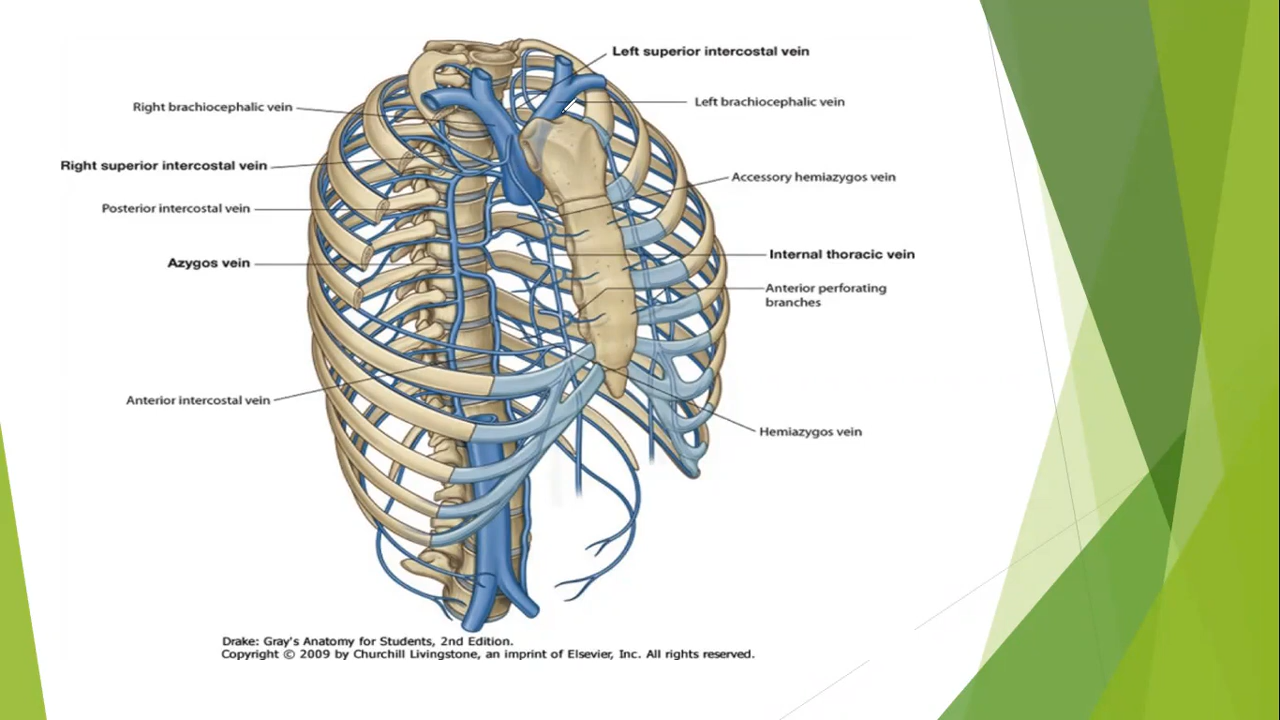 Left superior intercostal vein
Right brachiocephalic vein
Left brachiocephalic vein
Right superior intercostal vein
Accessory hemiazygos vein
Posterior intercostal vein
Azygos vein
Internal thoracic vein
Anterior perforating
branches
Anterior intercostal vein
Hemiazygos vein
Drake: Gray's Anatomy for Students, 2nd Edition.
Copyright © 2009 by Churchill Livingstone, an imprint of Elsevier, Inc. All rights reserved.